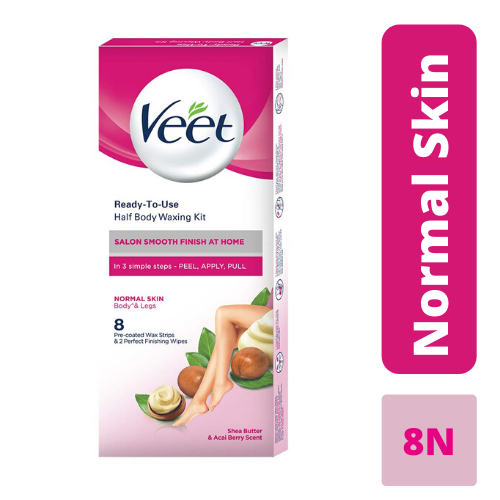 Veet
Ready-To-Use
Half Body Waxing Kit
SALON SMOOTH FINISH AT HOME
In 3 simple steps - PEEL, APPLY, PULL
NORMAL SKIN
Body* & Legs
8
Pre-coated Wax Strips
& 2 Perfect Finishing Wipes
Shea Butter
& Acai Berry Scent
Veet
Normal Skin
8N